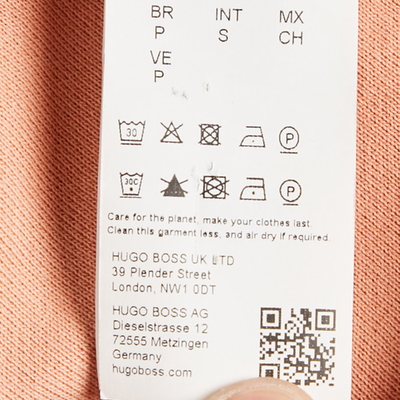 BR INT MX
P S CH
VE
P
30 P
30C P
Care for the planet, make your clothes last.
Clean this garment less, and air dry if required.
HUGO BOSS UK LTD
39 Plender Street
London, NW1 0DT
HUGO BOSS AG
Dieselstrasse 12
72555 Metzingen
Germany
hugoboss.com